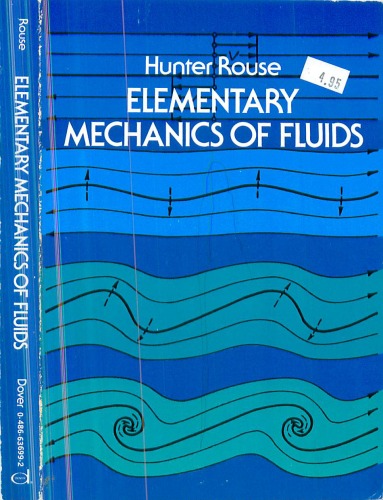 Rouse
ELEMENTARY MECHANICS OF FLUIDS
Dover 0-486-63699-2
Hunter Rouse
4.95
ELEMENTARY
MECHANICS OF FLUIDS
V